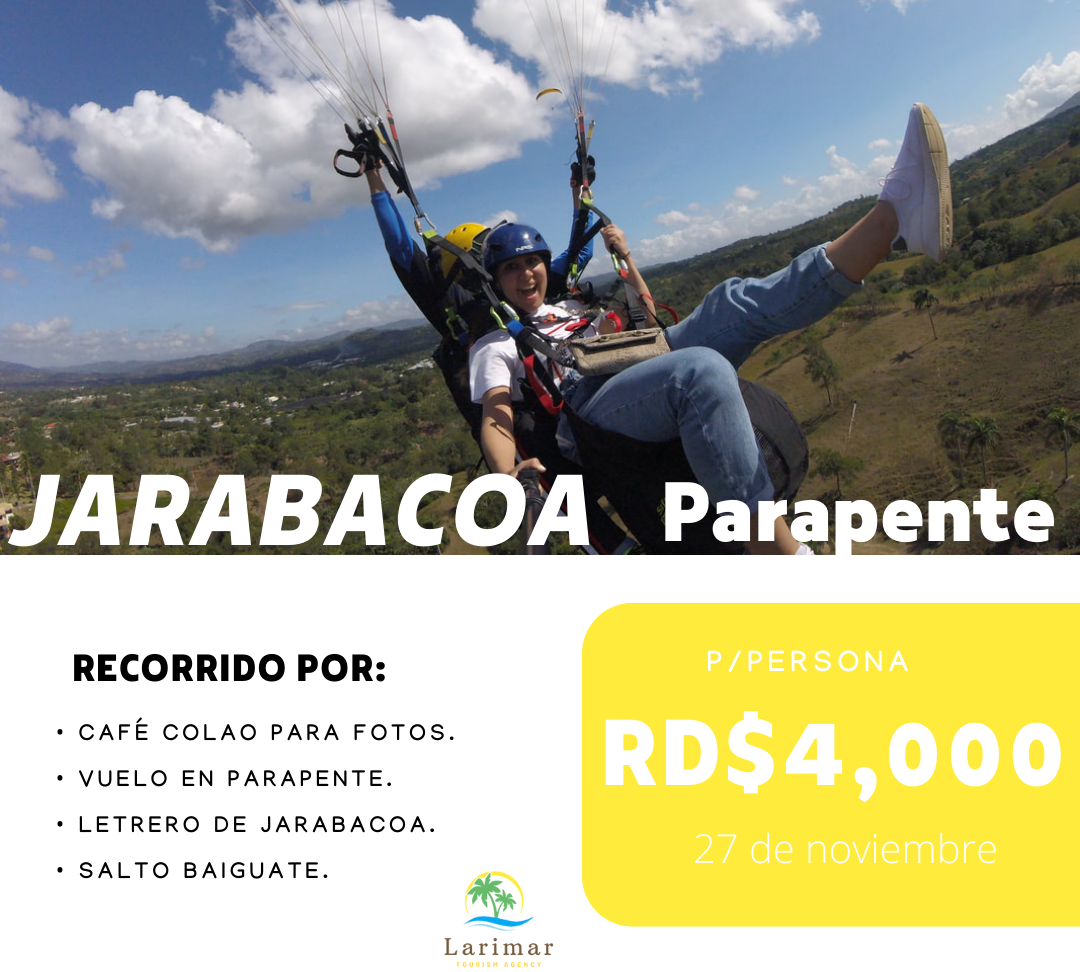 JARABACOA Parapente
RECORRIDO POR:
• CAFÉ COLAO PARA FOTOS.
• VUELO EN PARAPENTE.
• LETRERO DE JARABACOA.
• SALTO BAIGUATE.
P/PERSONA
RD$4,000
27 de noviembre
Larimar
TOURISM AGENCY